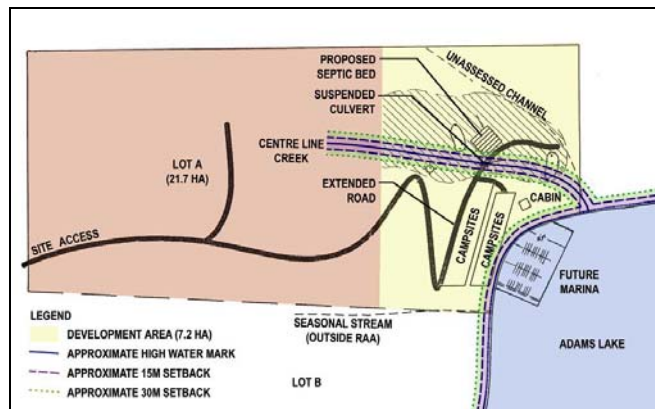 PROPOSED
SEPTIC BED
SUSPENDED
CULVERT
UNASSESSED CHANNEL
CENTRE LINE
CREEK
LOT A
(21.7 HA)
EXTENDED
ROAD
CABIN
SITE ACCESS
CAMPSITES
CAMPSITES
FUTURE
MARINA
ADAMS LAKE
SEASONAL STREAM
(OUTSIDE RAA)
LOT B
LEGEND
DEVELOPMENT AREA (7.2 HA)
APPROXIMATE HIGH WATER MARK
APPROXIMATE 15M SETBACK
APPROXIMATE 30M SETBACK